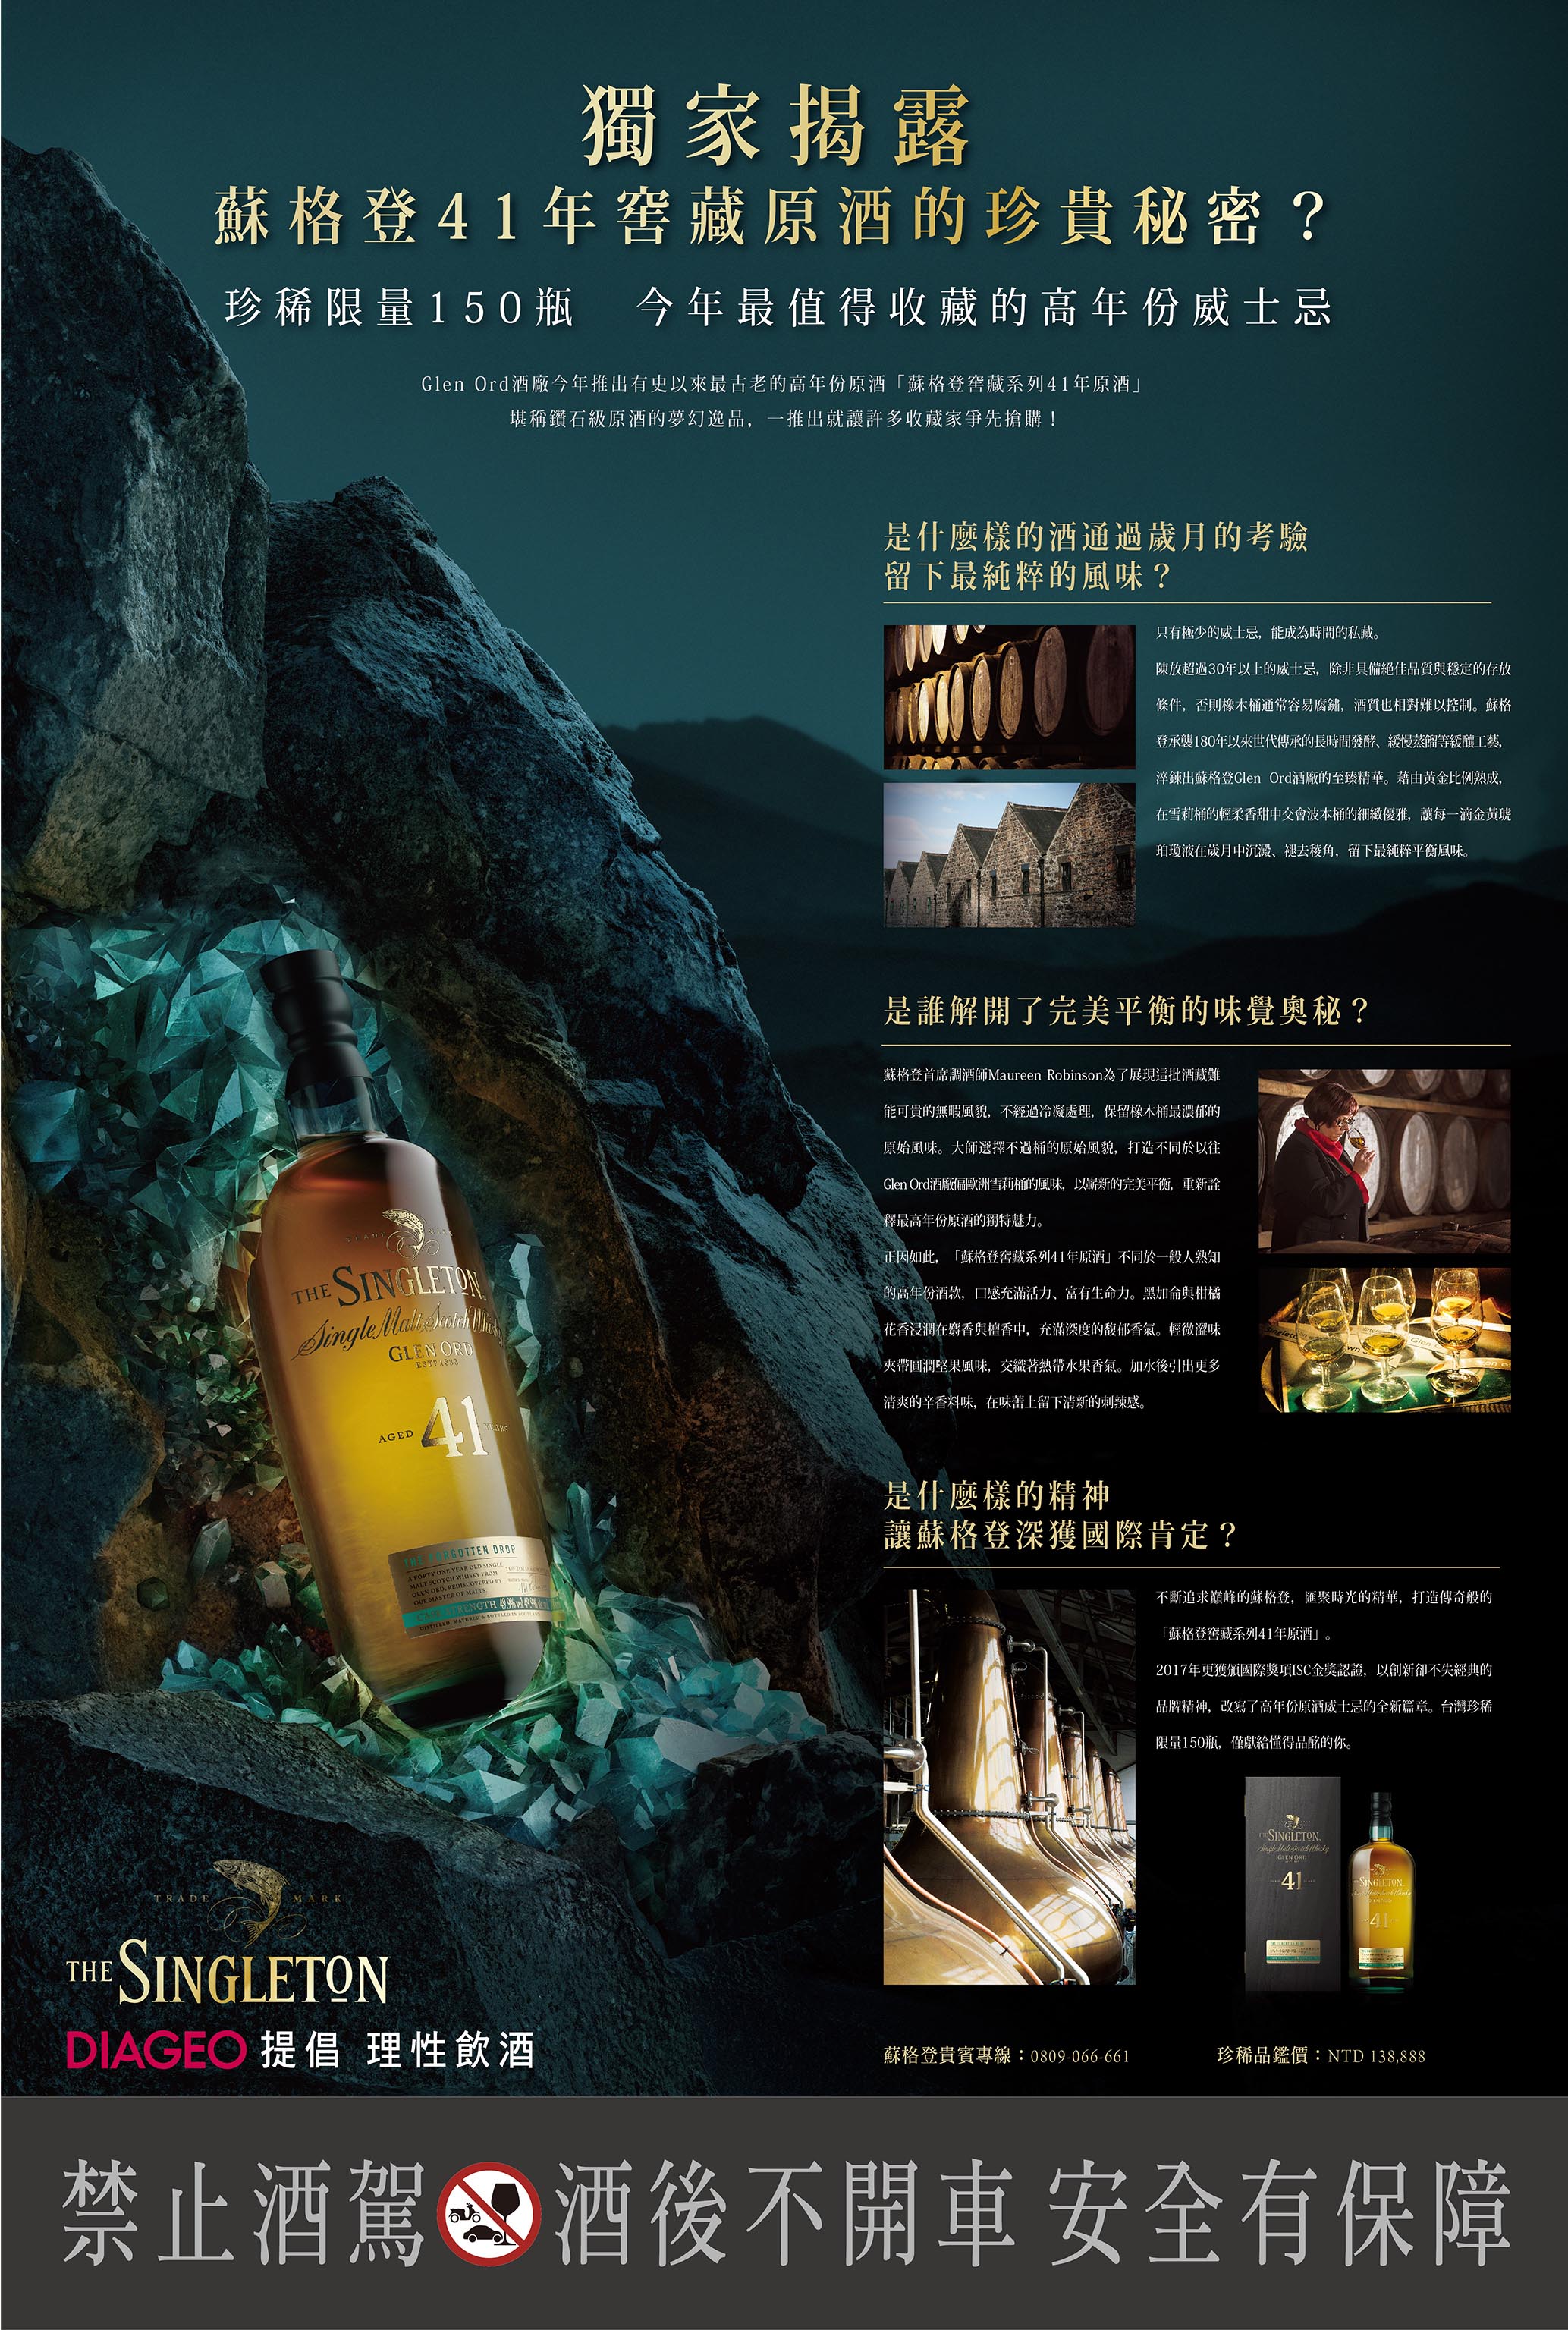 獨家揭露
蘇格登41年窖藏原酒的珍貴秘密？
珍稀限量150瓶　今年最值得收藏的高年份威士忌
Glen Ord酒廠今年推出有史以來最古老的高年份原酒「蘇格登窖藏系列41年原酒」
堪稱鑽石級原酒的夢幻逸品，一推出就讓許多收藏家爭先搶購！
是什麼樣的酒通過歲月的考驗
留下最純粹的風味？
只有極少的威士忌，能成為時間的私藏。
陳放超過30年以上的威士忌，除非具備絕佳品質與穩定的存放
條件，否則橡木桶通常容易腐鏽，酒質也相對難以控制。蘇格
登承襲180年以來世代傳承的長時間發酵、緩慢蒸餾等緩釀工藝，
淬鍊出蘇格登Glen Ord酒廠的至臻精華。藉由黃金比例熟成，
在雪莉桶的輕柔香甜中交會波本桶的細緻優雅，讓每一滴金黃琥
珀瓊液在歲月中沉澱、褪去稜角，留下最純粹平衡風味。
是誰解開了完美平衡的味覺奧秘？
蘇格登首席調酒師Maureen Robinson為了展現這批酒藏難
能可貴的無暇風貌，不經過冷凝處理，保留橡木桶最濃郁的
原始風味。大師選擇不過桶的原始風貌，打造不同於以往
Glen Ord酒廠偏歐洲雪莉桶的風味，以嶄新的完美平衡，重新詮
釋最高年份原酒的獨特魅力。
正因如此，「蘇格登窖藏系列41年原酒」不同於一般人熟知
的高年份酒款，口感充滿活力、富有生命力。黑加侖與柑橘
花香浸潤在麝香與檀香中，充滿深度的馥郁香氣。輕微澀味
夾帶圓潤堅果風味，交織著熱帶水果香氣。加水後引出更多
清爽的辛香料味，在味蕾上留下清新的刺辣感。
THE SINGLETON
Single Malt Scotch Whisky
GLEN ORD
ESTD 1838
AGED 41 YEARS
THE FORGOTTEN DROP
A FORTY ONE YEAR OLD SINGLE
MALT SCOTCH WHISKY FROM
GLEN ORD, REDISCOVERED BY
OUR MASTER OF MALTS
是什麼樣的精神
讓蘇格登深獲國際肯定？
不斷追求巔峰的蘇格登，匯聚時光的精華，打造傳奇般的
「蘇格登窖藏系列41年原酒」。
2017年更獲頒國際獎項ISC金獎認證，以創新卻不失經典的
品牌精神，改寫了高年份原酒威士忌的全新篇章。台灣珍稀
限量150瓶，僅獻給懂得品酩的你。
THE SINGLETON
Single Malt Scotch Whisky
GLEN ORD
41
THE SINGLETON
41
TRADE MARK
THE SINGLETON
DIAGEO 提倡 理性飲酒
蘇格登貴賓專線：0809-066-661
珍稀品鑑價：NTD 138,888
禁止酒駕 酒後不開車 安全有保障